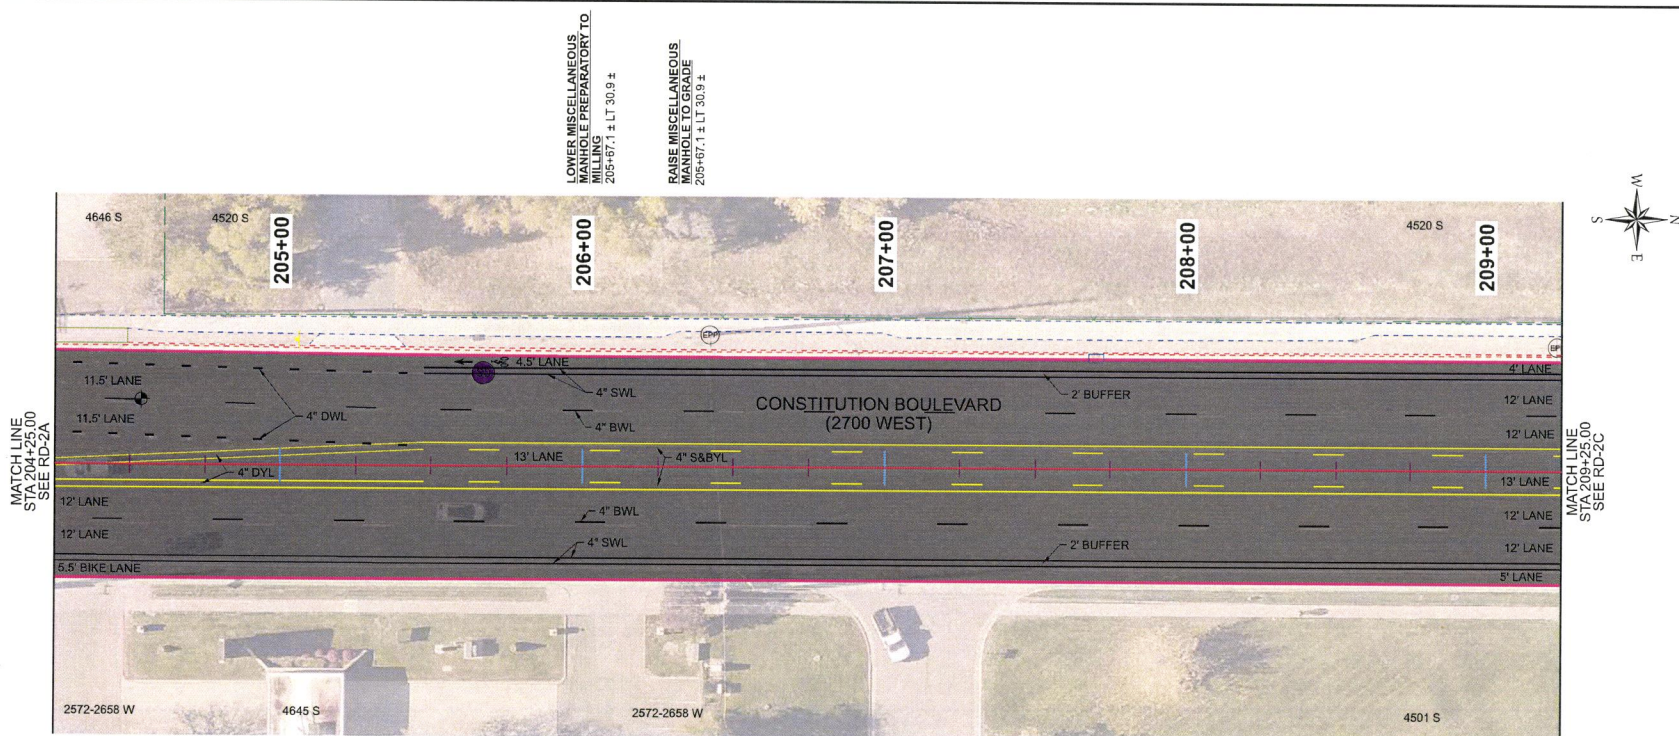 LOWER MISCELLANEOUS
MANHOLE PREPARATORY TO
MILLING
205+67.1 ± LT 30.9 ±
RAISE MISCELLANEOUS
MANHOLE TO GRADE
205+67.1 ± LT 30.9 ±
W
S
N
E
4646 S
4520 S
205+00
206+00
207+00
208+00
4520 S
209+00
EPP
4.5' LANE
4' LANE
11.5' LANE
4" SWL
2' BUFFER
12' LANE
11.5' LANE
4" DWL
4" BWL
CONSTITUTION BOULEVARD
(2700 WEST)
12' LANE
MATCH LINE
STA 204+25.00
SEE RD-2A
MATCH LINE
STA 209+25.00
SEE RD-2C
4" DYL
13' LANE
4" S&BYL
13' LANE
12' LANE
4" BWL
12' LANE
12' LANE
4" SWL
2' BUFFER
12' LANE
5.5' BIKE LANE
5' LANE
2572-2658 W
4645 S
2572-2658 W
4501 S